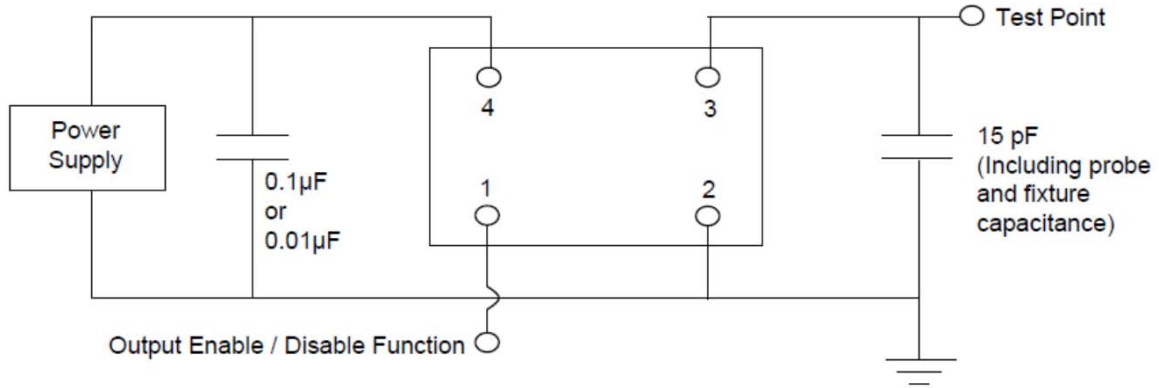 Test Point
4
3
Power
Supply
0.1µF
or
0.01µF
1
2
15 pF
(Including probe
and fixture
capacitance)
Output Enable / Disable Function